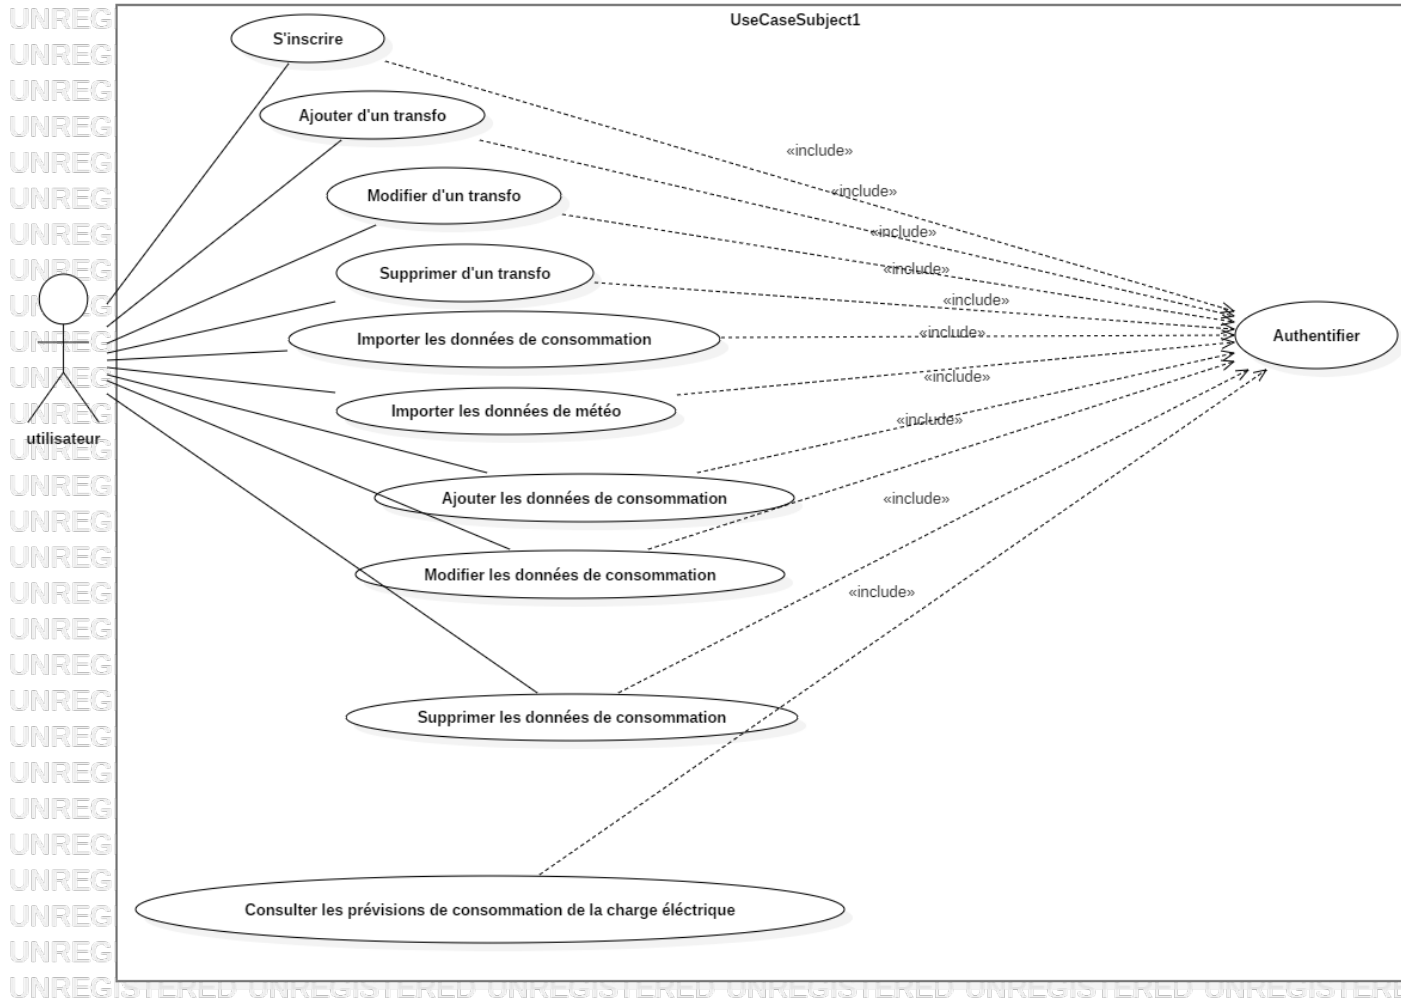 UseCaseSubject1
S'inscrire
Ajouter d'un transfo
«include»
Modifier d'un transfo
«include»
«include»
Supprimer d'un transfo
«include»
«include»
Importer les données de consommation
«include»
Authentifier
«include»
Importer les données de météo
«include»
utilisateur
Ajouter les données de consommation
«include»
Modifier les données de consommation
«include»
Supprimer les données de consommation
Consulter les prévisions de consommation de la charge éléctrique
UNREGISTERED UNREGISTERED UNREGISTERED UNREGISTERED UNREGISTERED UNREGISTERE